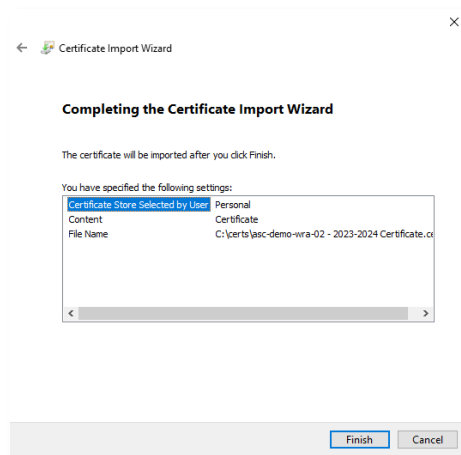 Certificate Import Wizard
Completing the Certificate Import Wizard
The certificate will be imported after you click Finish.
You have specified the following settings:
Certificate Store Selected by User Personal
Content Certificate
File Name C:\certs\asc-demo-wra-02 - 2023-2024 Certificate.ce
Finish Cancel